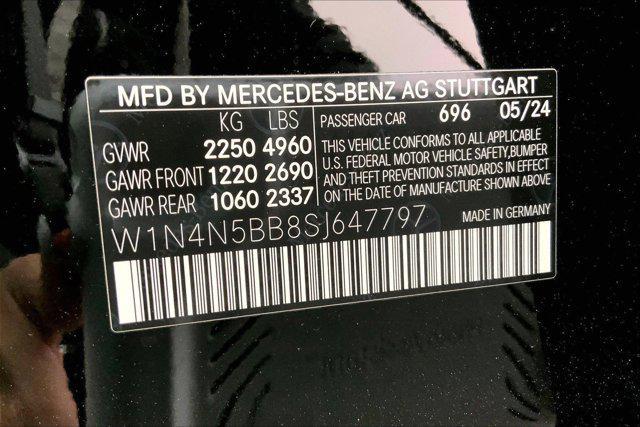 MFD BY MERCEDES-BENZ AG STUTTGART
KG LBS
GVWR 2250 4960
GAWR FRONT 1220 2690
GAWR REAR 1060 2337
PASSENGER CAR 696 05/24
THIS VEHICLE CONFORMS TO ALL APPLICABLE
U.S. FEDERAL MOTOR VEHICLE SAFETY,BUMPER
AND THEFT PREVENTION STANDARDS IN EFFECT
ON THE DATE OF MANUFACTURE SHOWN ABOVE
W1N4N5BB8SJ647797 MADE IN GERMANY